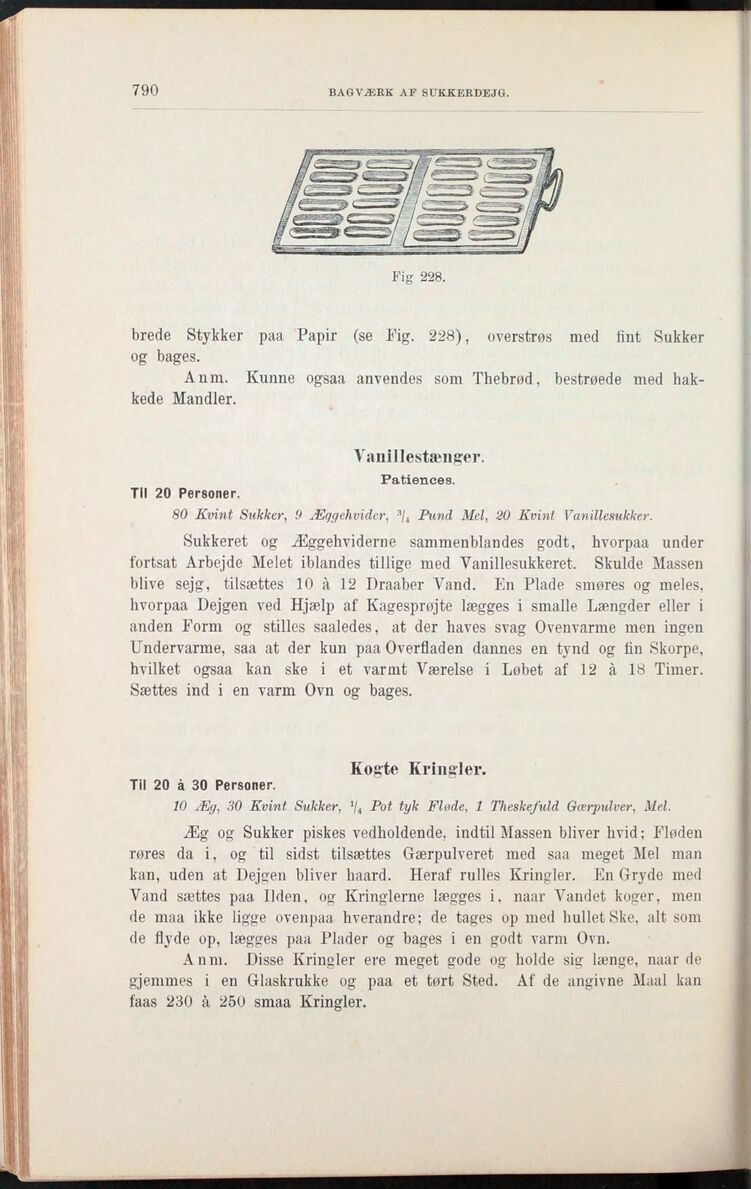 790
BAGVÆRK AF SUKKERDEJG.
Fig 228.
brede Stykker paa Papir (se Fig. 228), overstrøs med fint Sukker
og bages.
Anm. Kunne ogsaa anvendes som Thebrød, bestrøede med hak-
kede Mandler.
Vanillestænger.
Patiences.
Til 20 Personer.
80 Kvint Sukker, 9 Æggehvider, ³/₄ Pund Mel, 20 Kvint Vanillesukker.
Sukkeret og Æggehviderne sammenblandes godt, hvorpaa under
fortsat Arbejde Melet iblandes tillige med Vanillesukkeret. Skulde Massen
blive sejg, tilsættes 10 à 12 Draaber Vand. En Plade smøres og meles,
hvorpaa Dejgen ved Hjælp af Kagesprøjte lægges i smalle Længder eller i
anden Form og stilles saaledes, at der haves svag Ovenvarme men ingen
Undervarme, saa at der kun paa Overfladen dannes en tynd og fin Skorpe,
hvilket ogsaa kan ske i et varmt Værelse i Løbet af 12 à 18 Timer.
Sættes ind i en varm Ovn og bages.
Kogte Kringler.
Til 20 à 30 Personer.
10 Æg, 30 Kvint Sukker, ¹/₄ Pot tyk Fløde, 1 Theskefuld Gærpulver, Mel.
Æg og Sukker piskes vedholdende, indtil Massen bliver hvid; Fløden
røres da i, og til sidst tilsættes Gærpulveret med saa meget Mel man
kan, uden at Dejgen bliver haard. Heraf rulles Kringler. En Gryde med
Vand sættes paa Ilden, og Kringlerne lægges i, naar Vandet koger, men
de maa ikke ligge ovenpaa hverandre; de tages op med hullet Ske, alt som
de flyde op, lægges paa Plader og bages i en godt varm Ovn.
Anm. Disse Kringler ere meget gode og holde sig længe, naar de
gjemmes i en Glaskrukke og paa et tørt Sted. Af de angivne Maal kan
faas 230 à 250 smaa Kringler.